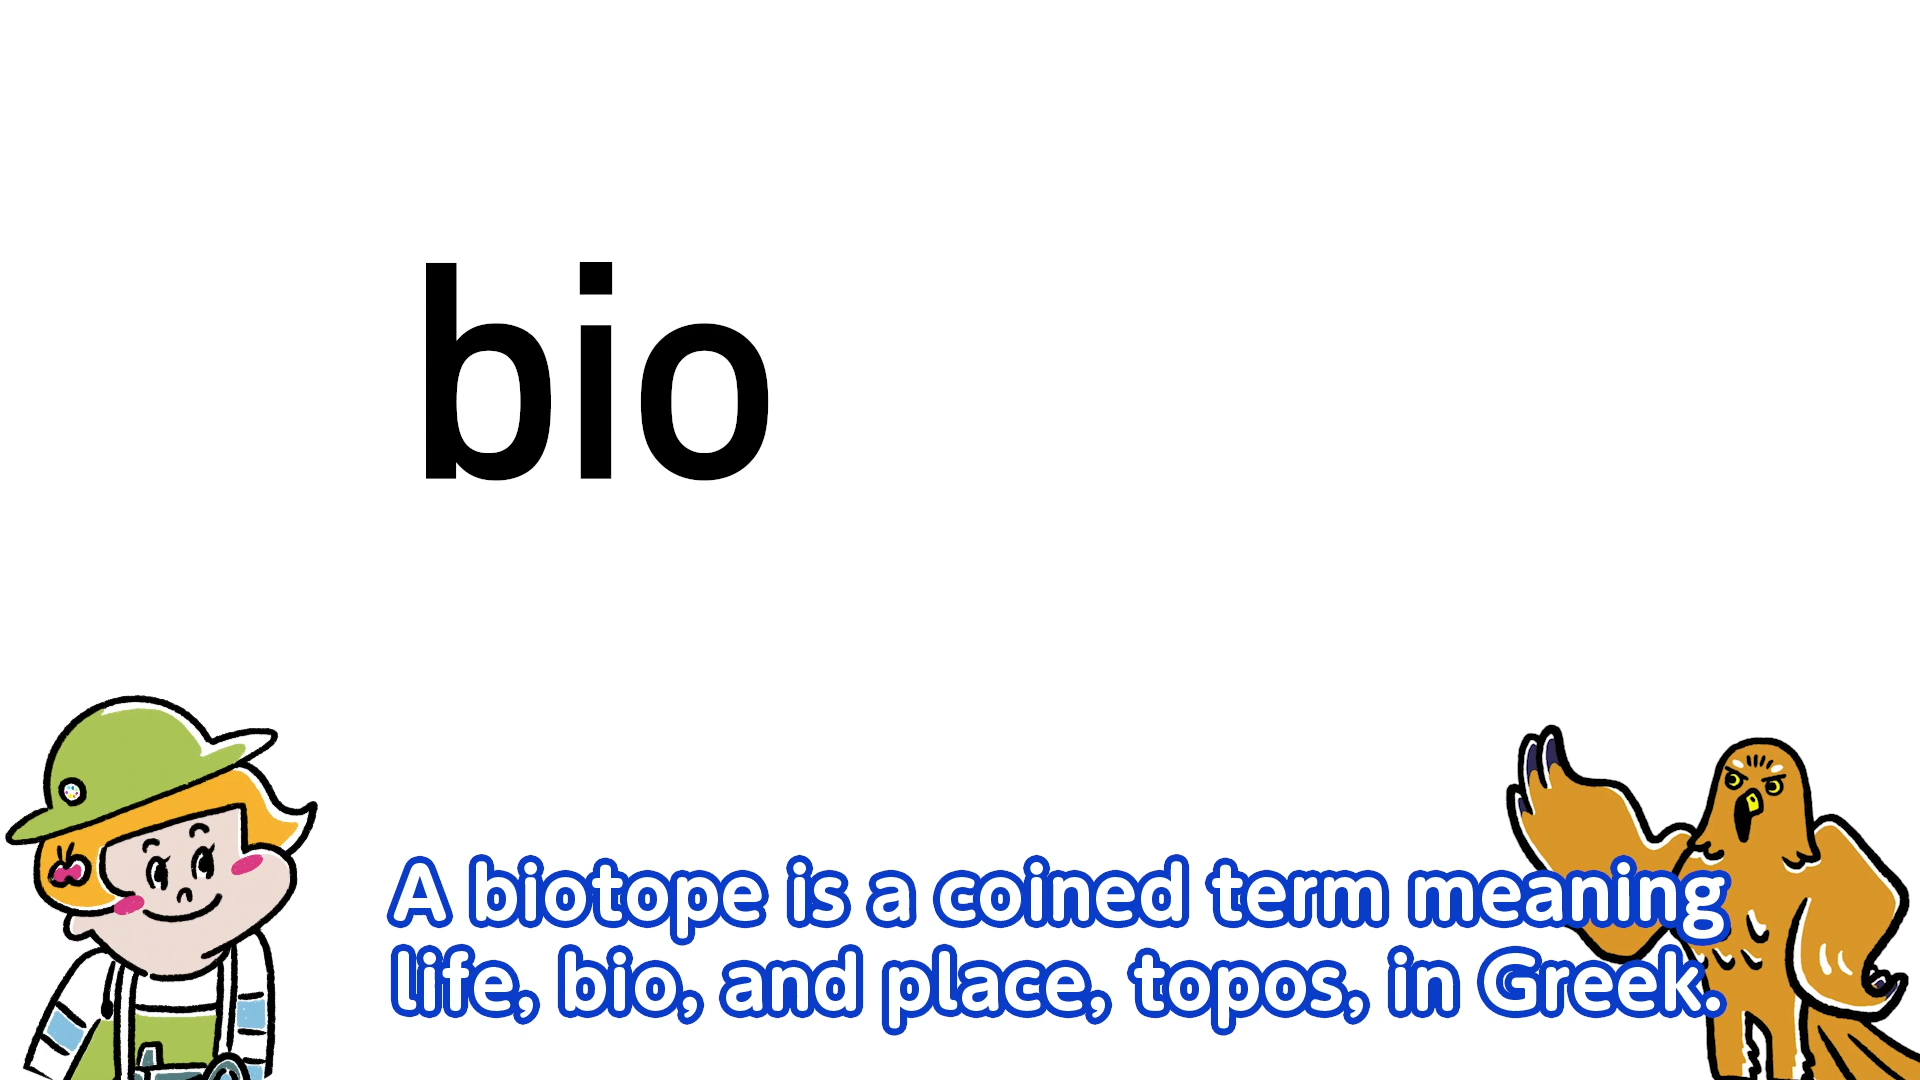 bio
A biotope is a coined term meaning
life, bio, and place, topos, in Greek.